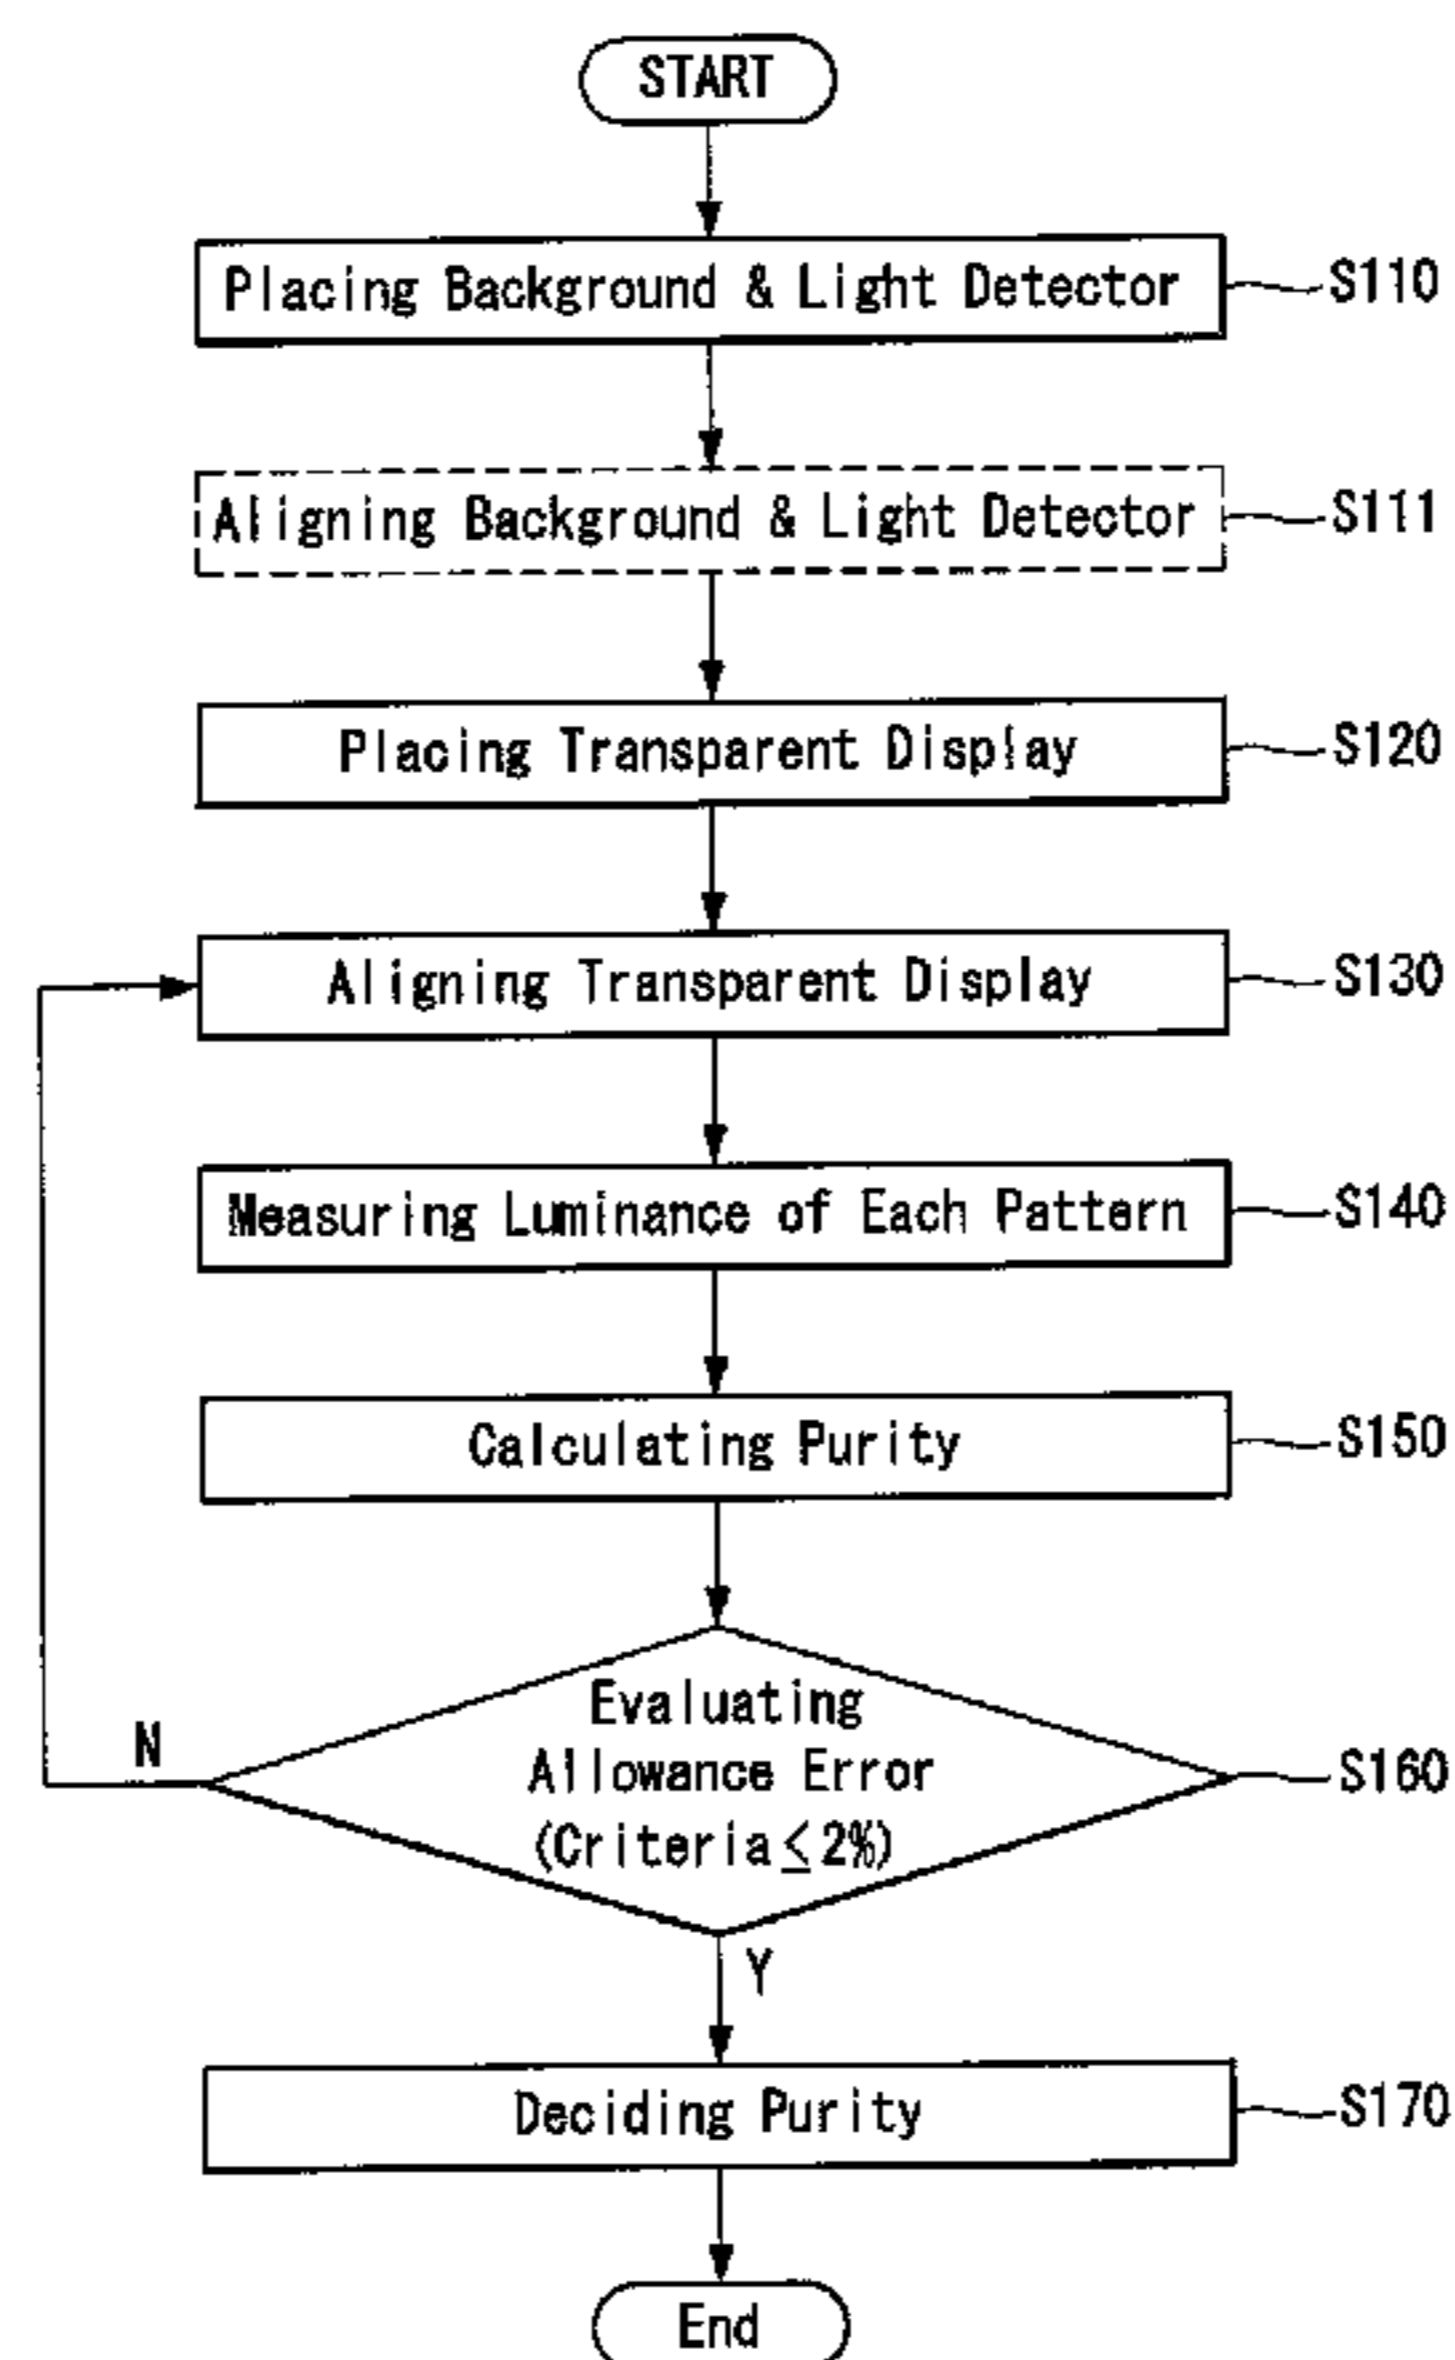 START
Placing Background & Light Detector
S110
Aligning Background & Light Detector
S111
Placing Transparent Display
S120
Aligning Transparent Display
S130
Measuring Luminance of Each Pattern
S140
Calculating Purity
S150
Evaluating
Allowance Error
(Criteria≤2%)
S160
N
Y
Deciding Purity
S170
End